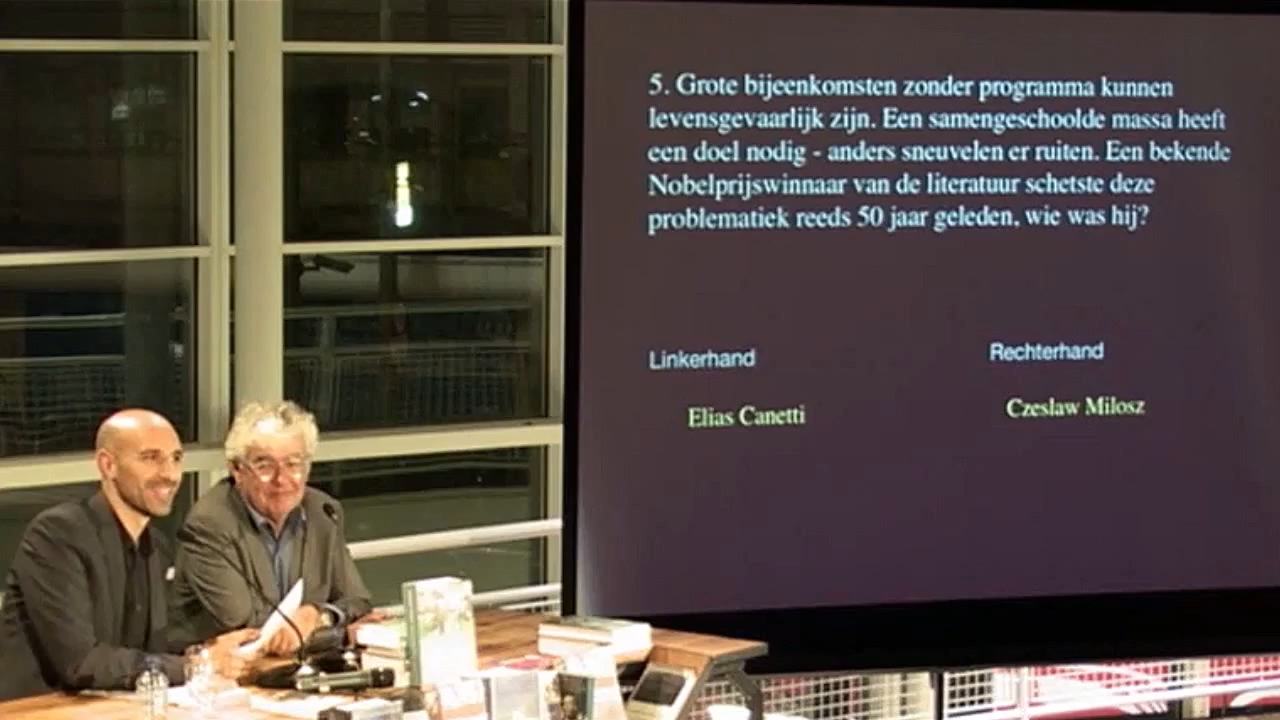 5. Grote bijeenkomsten zonder programma kunnen
levensgevaarlijk zijn. Een samengeschoolde massa heeft
een doel nodig - anders sneuvelen er ruiten. Een bekende
Nobelprijswinnaar van de literatuur schetste deze
problematiek reeds 50 jaar geleden, wie was hij?
Linkerhand
Rechterhand
Elias Canetti
Czeslaw Milosz